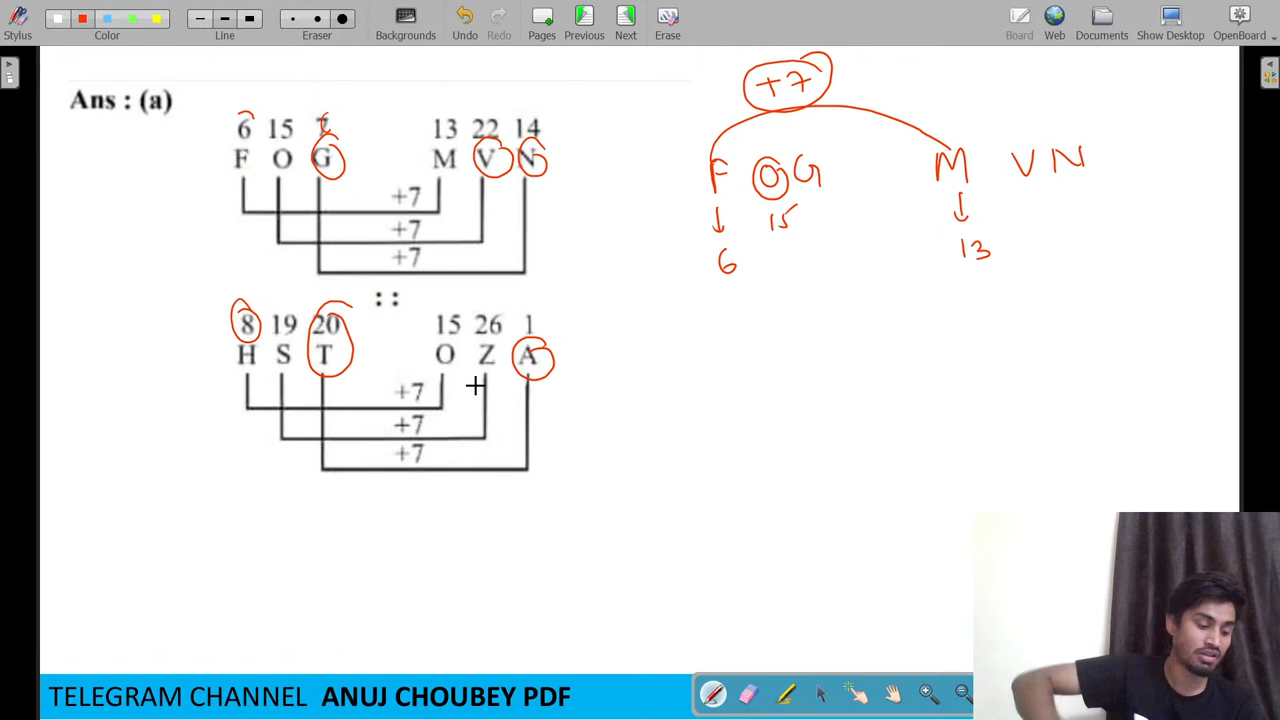 Stylus Color Line Eraser Backgrounds Undo Redo Pages Previous Next Erase Board Web Documents Show Desktop OpenBoard
+7
Ans : (a)
6 15 7 13 22 14
F O G M V N
F O G M V N
+7
+7
+7
15
6
13
: :
8 19 20 15 26 1
H S T O Z A
+7
+7
+7
TELEGRAM CHANNEL ANUJ CHOUBEY PDF